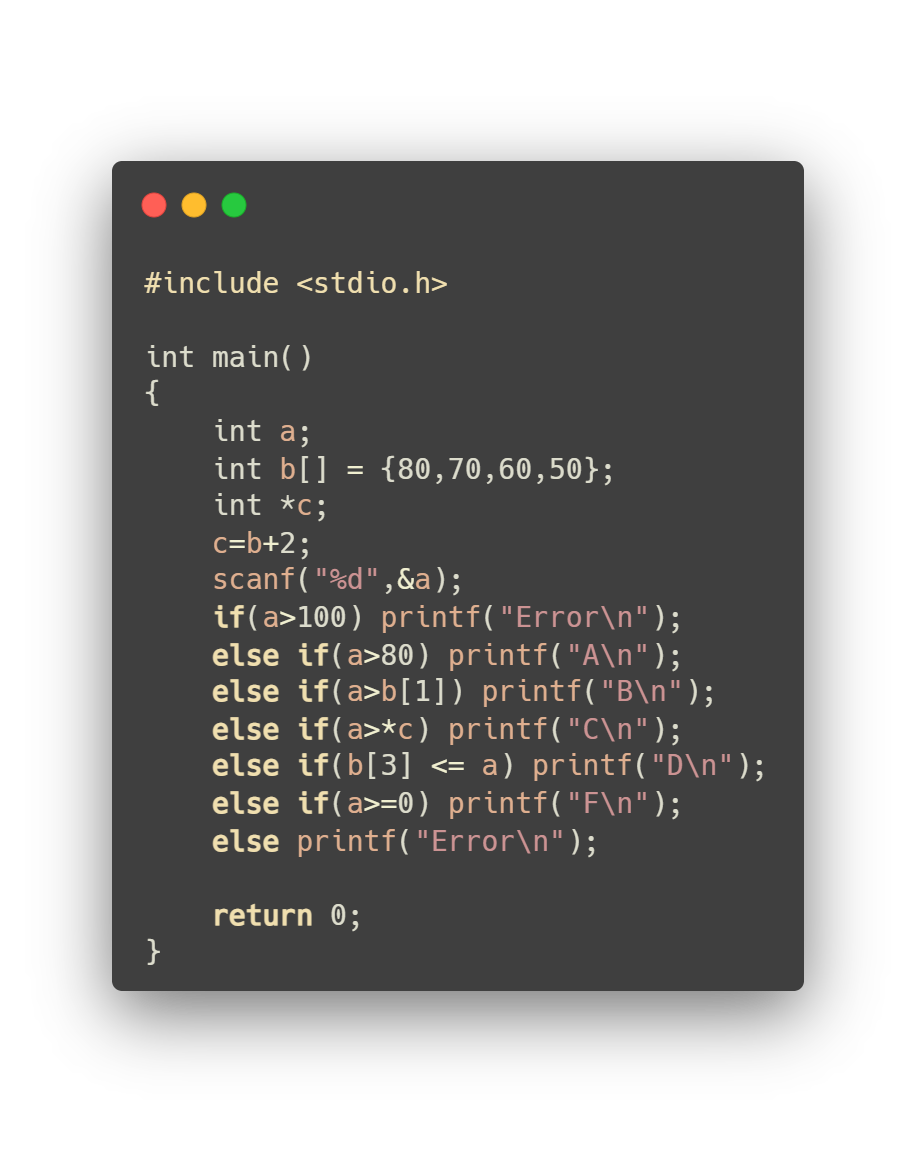 #include <stdio.h>

int main()
{
    int a;
    int b[] = {80,70,60,50};
    int *c;
    c=b+2;
    scanf("%d",&a);
    if(a>100) printf("Error\n");
    else if(a>80) printf("A\n");
    else if(a>b[1]) printf("B\n");
    else if(a>*c) printf("C\n");
    else if(b[3] <= a) printf("D\n");
    else if(a>=0) printf("F\n");
    else printf("Error\n");

    return 0;
}